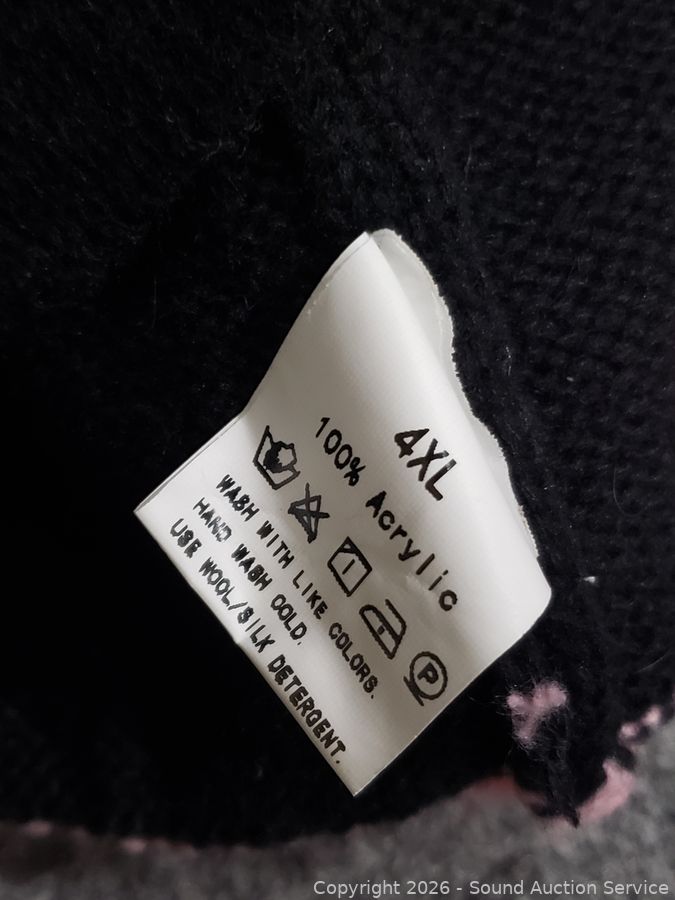 4XL
100% Acrylic
P
WASH WITH LIKE COLORS.
HAND WASH COLD.
USE WOOL/SILK DETERGENT.
Copyright 2026 - Sound Auction Service